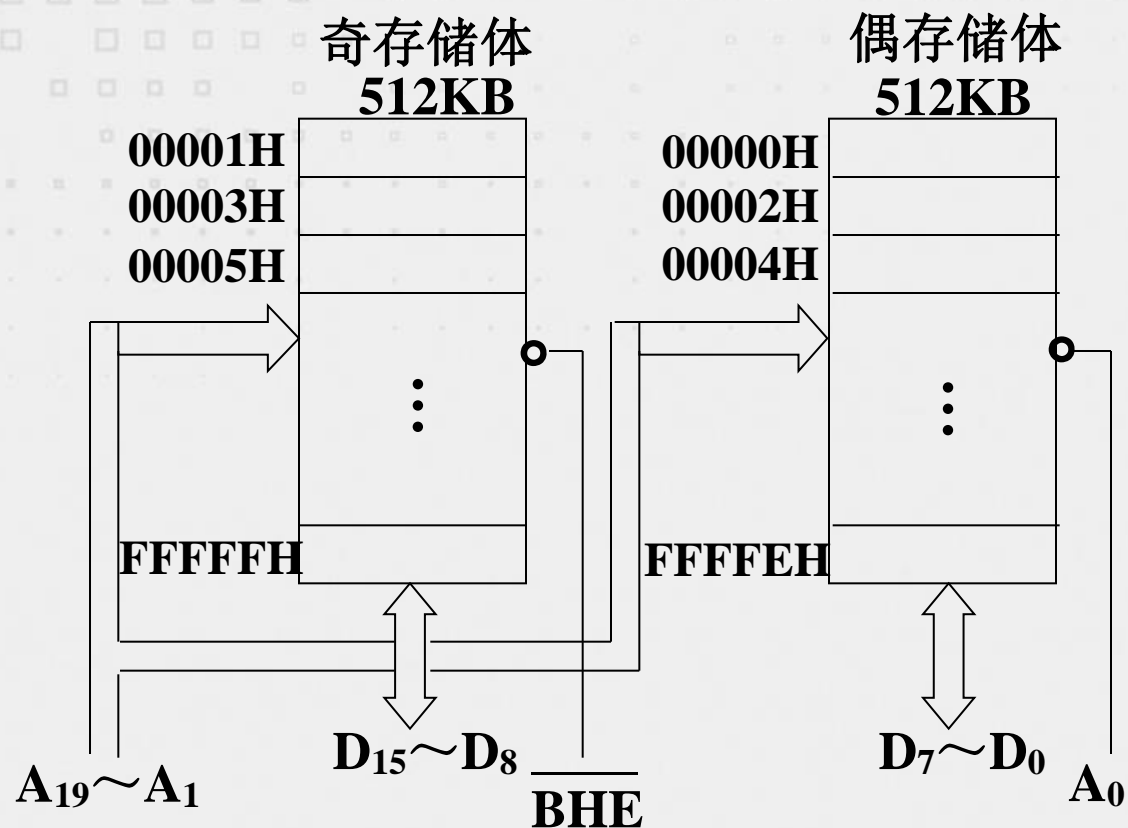 奇存储体
512KB
00001H
00003H
00005H
FFFFFH
D15～D8
偶存储体
512KB
00000H
00002H
00004H
FFFFEH
D7～D0
A19～A1
BHE
A0